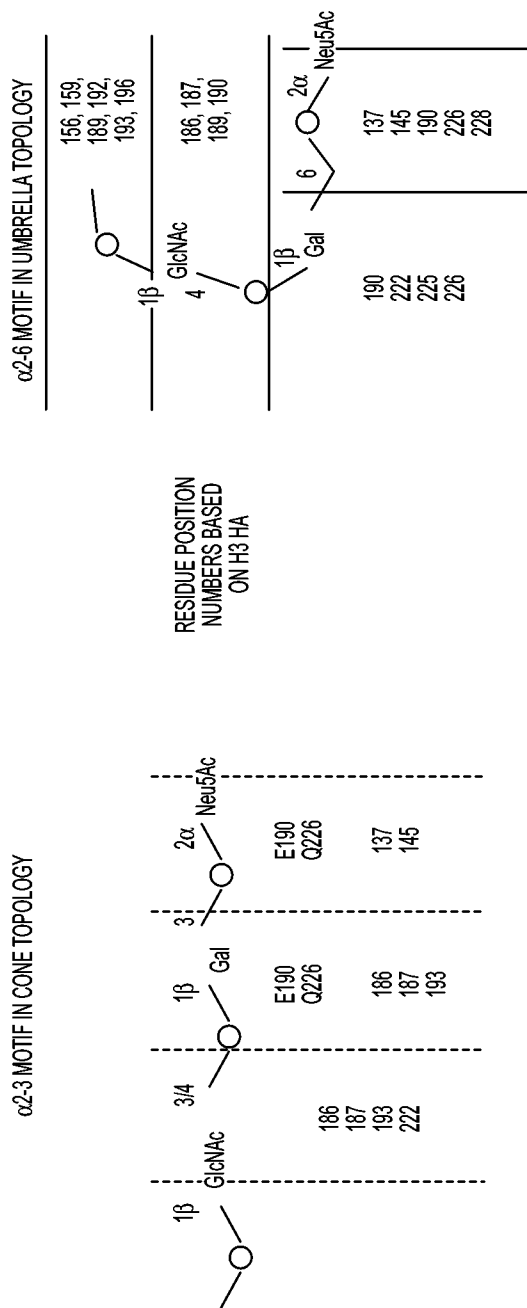 α2-3 MOTIF IN CONE TOPOLOGY
1β
GlcNAc
3/4
1β
Gal
3
2α
Neu5Ac
186
187
193
222
E190
Q226
186
187
193
E190
Q226
137
145
RESIDUE POSITION
NUMBERS BASED
ON H3 HA
α2-6 MOTIF IN UMBRELLA TOPOLOGY
156, 159,
189, 192,
193, 196
1β
GlcNAc
4
186, 187,
189, 190
1β
Gal
6
2α
Neu5Ac
190
222
225
226
137
145
190
226
228